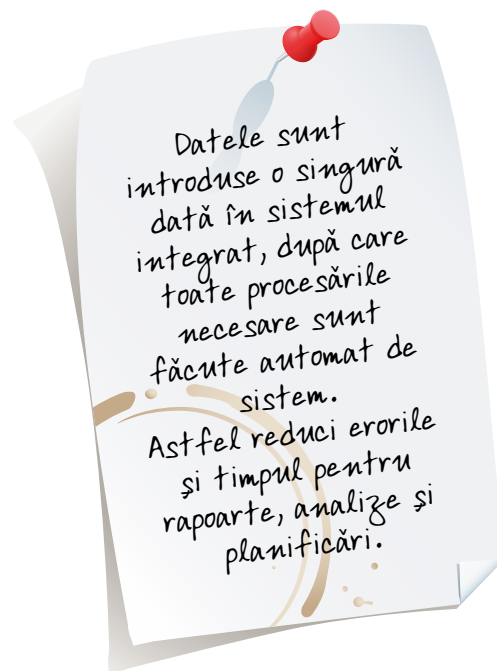 Datele sunt
introduse o singură
dată în sistemul
integrat, după care
toate procesările
necesare sunt
făcute automat de
sistem.
Astfel reduci erorile
și timpul pentru
rapoarte, analize și
planificări.